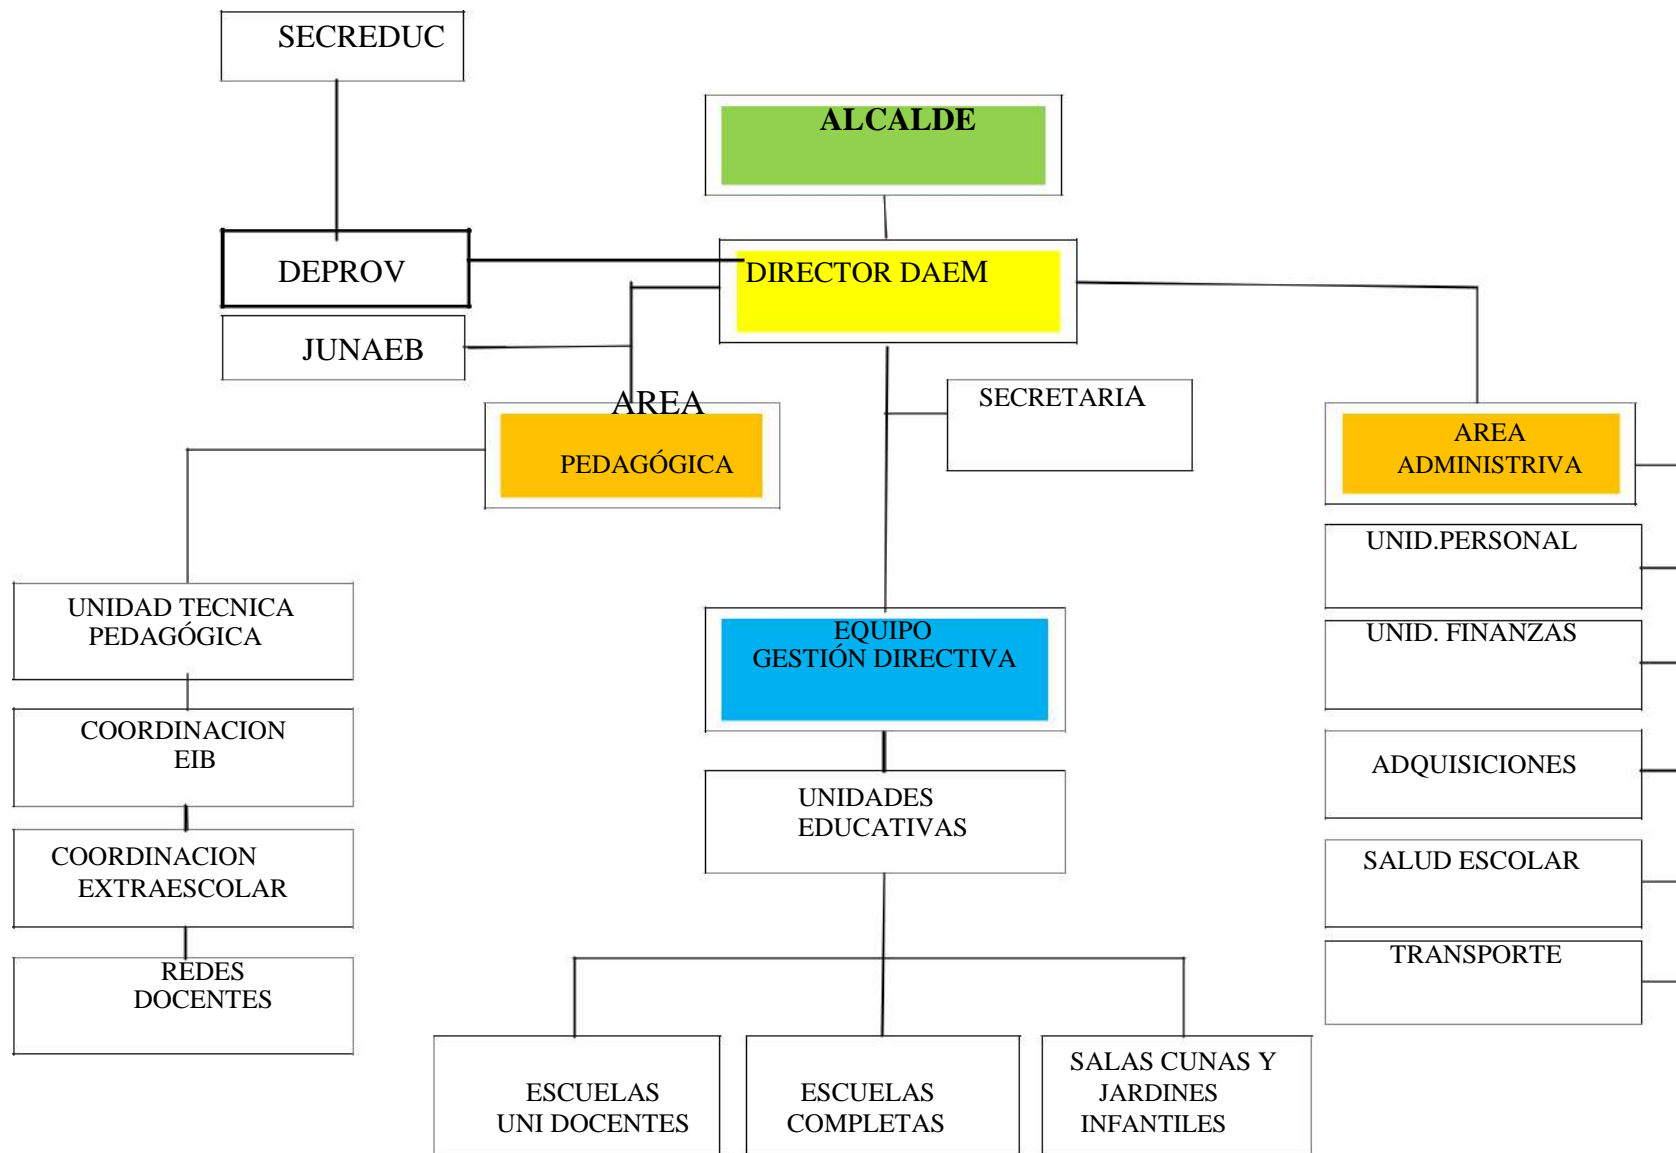 SECREDUC
ALCALDE
DEPROV
DIRECTOR DAEM
JUNAEB
AREA
PEDAGÓGICA
SECRETARIA
AREA
ADMINISTRIVA
UNID.PERSONAL
UNIDAD TECNICA
PEDAGÓGICA
EQUIPO
GESTIÓN DIRECTIVA
UNID. FINANZAS
COORDINACION
EIB
ADQUISICIONES
UNIDADES
EDUCATIVAS
COORDINACION
EXTRAESCOLAR
SALUD ESCOLAR
REDES
DOCENTES
TRANSPORTE
ESCUELAS
UNI DOCENTES
ESCUELAS
COMPLETAS
SALAS CUNAS Y
JARDINES
INFANTILES